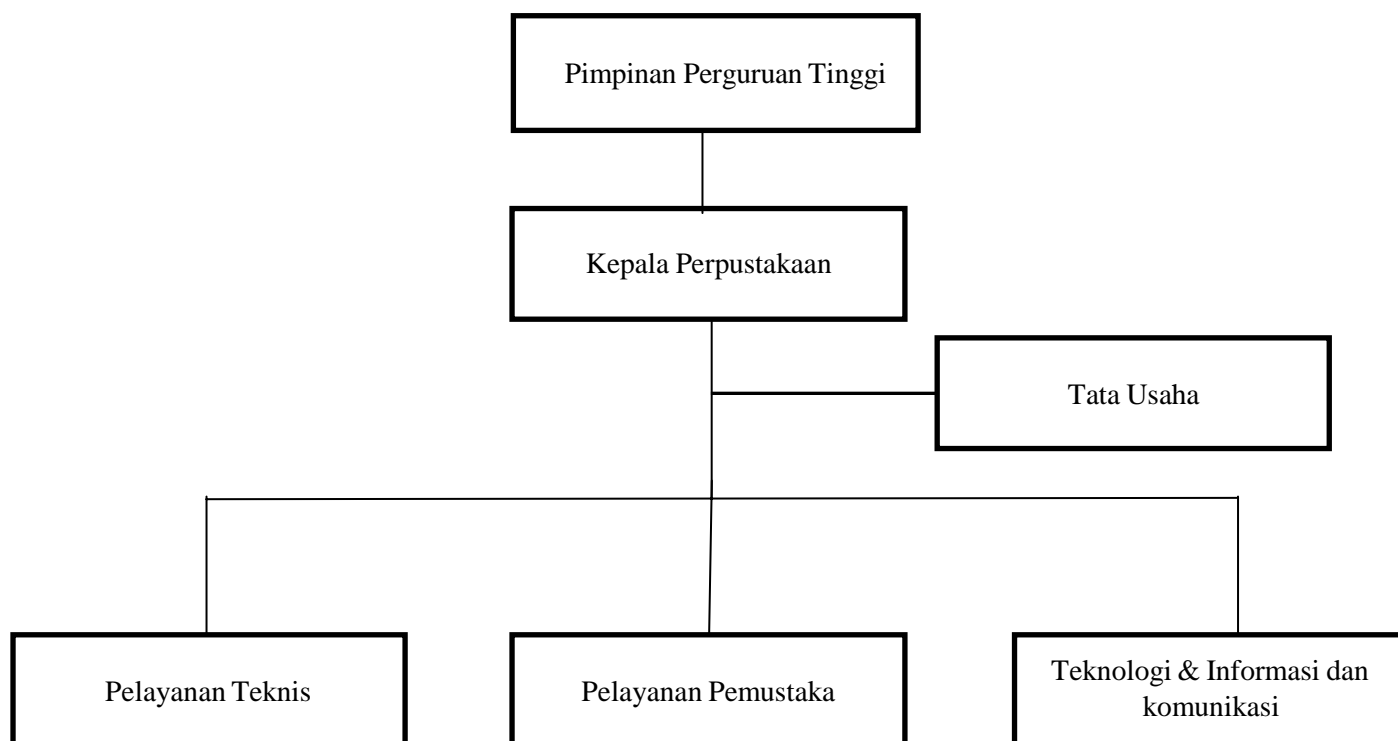 Pimpinan Perguruan Tinggi
Kepala Perpustakaan
Tata Usaha
Pelayanan Teknis
Pelayanan Pemustaka
Teknologi & Informasi dan
komunikasi